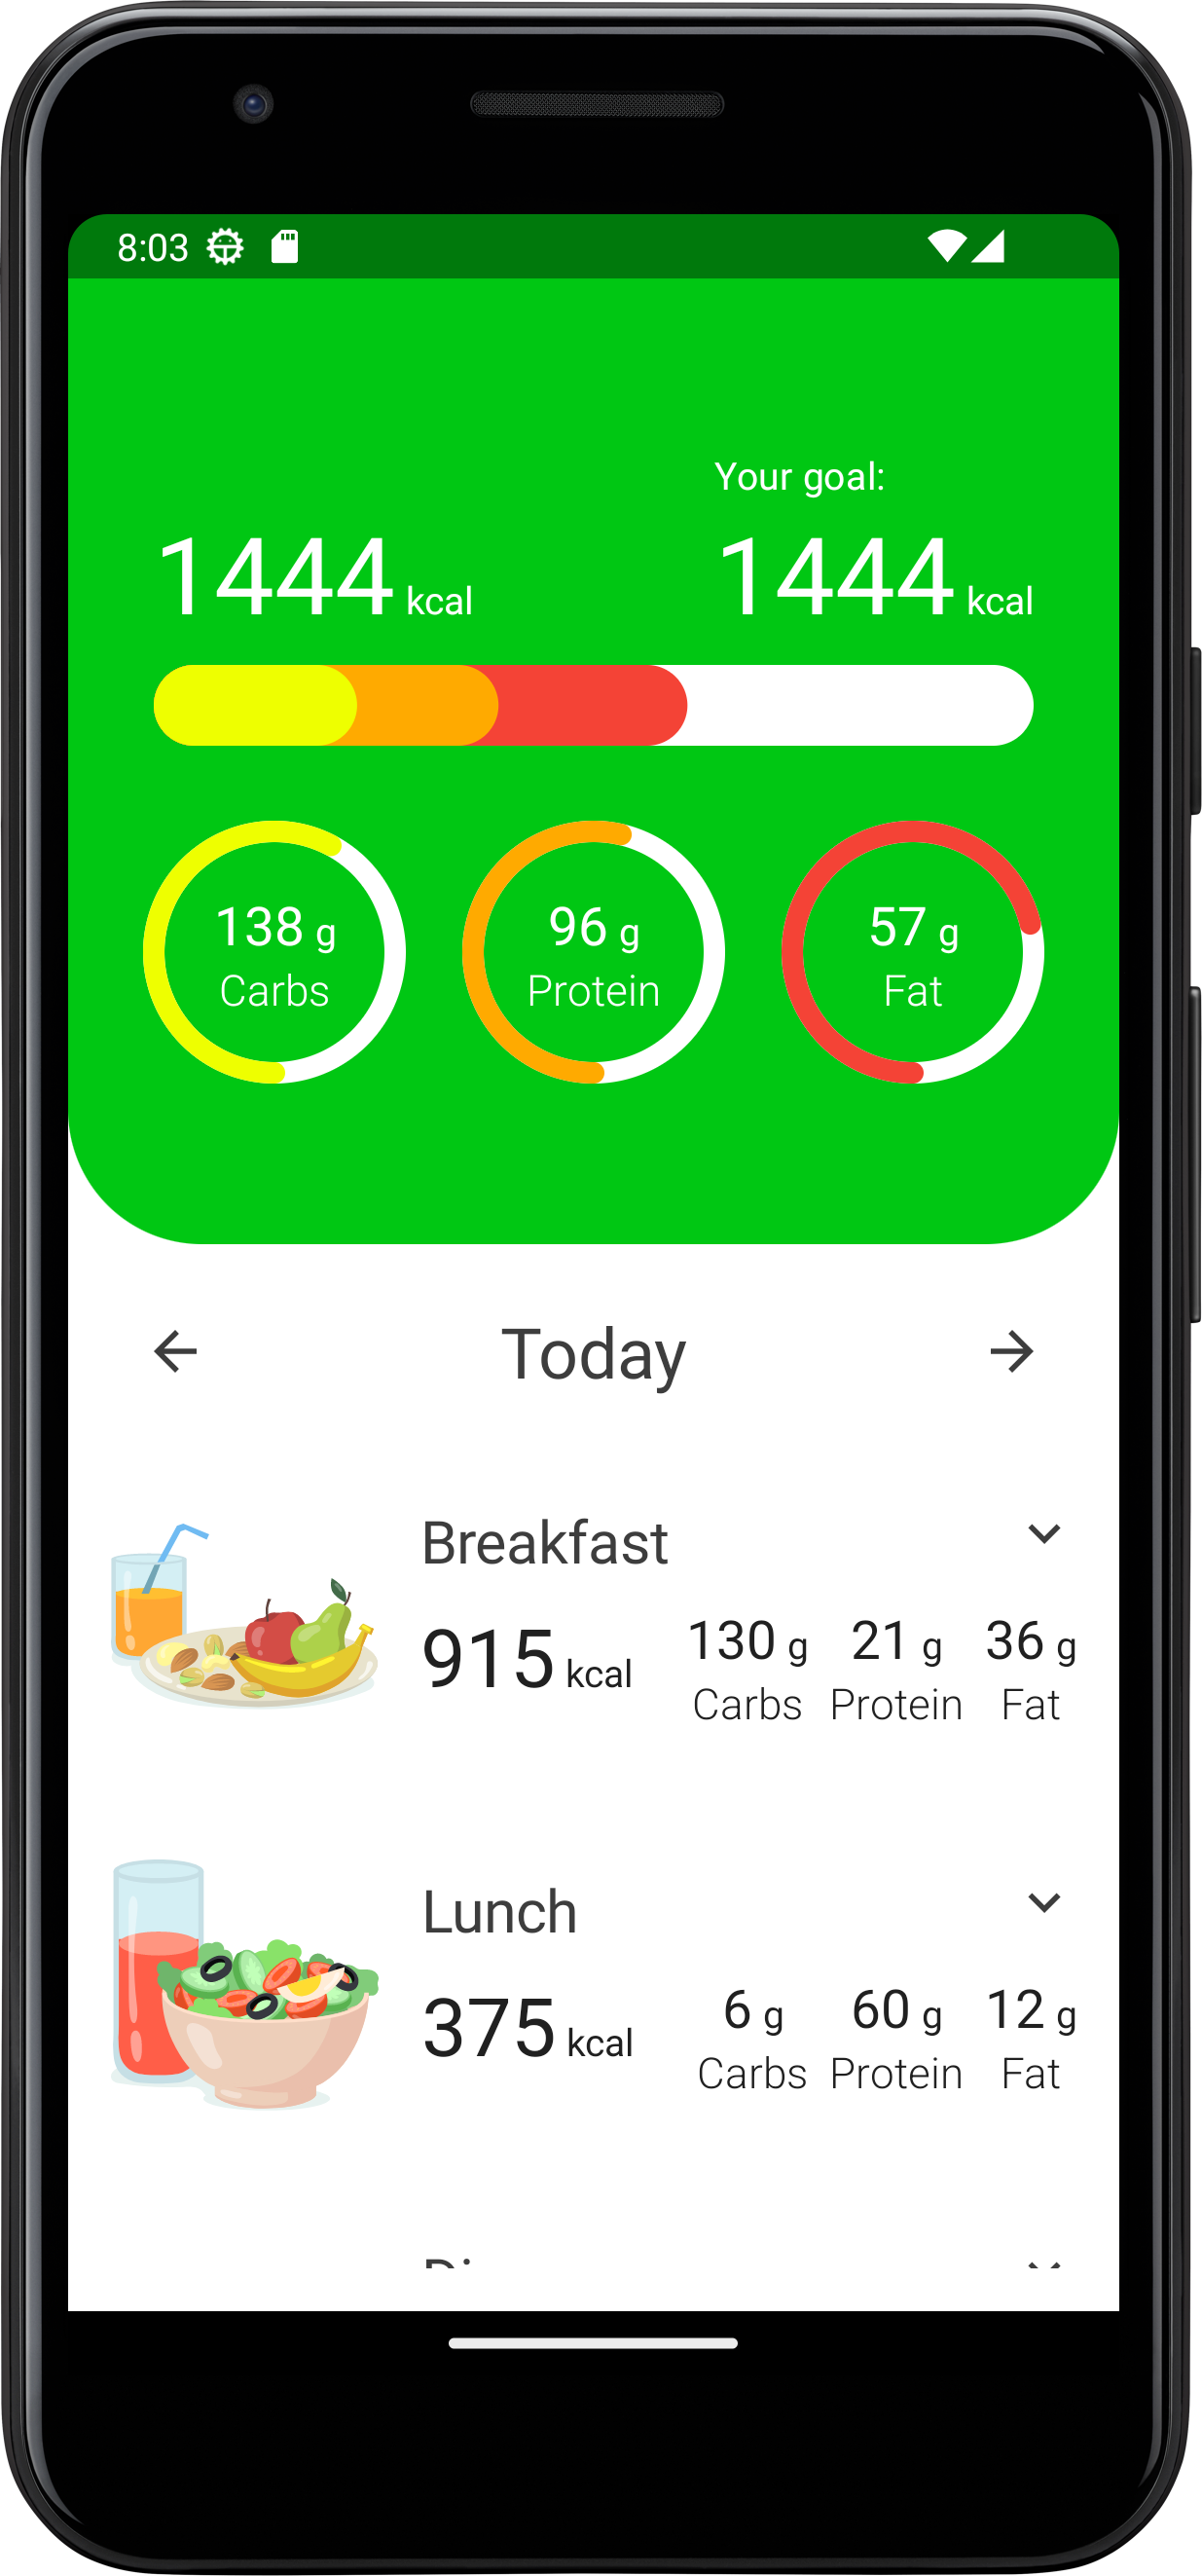 8:03
Your goal:
1444 kcal 1444 kcal
138 g 96 g 57 g
Carbs Protein Fat
Today
Breakfast
915 kcal 130 g 21 g 36 g
Carbs Protein Fat
Lunch
375 kcal 6 g 60 g 12 g
Carbs Protein Fat